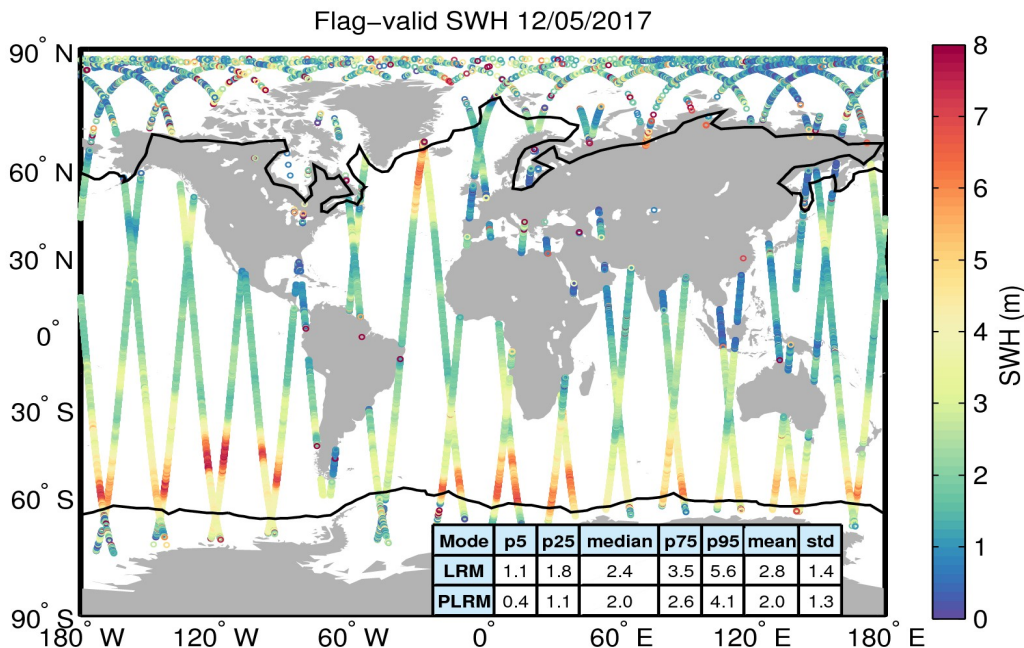 Flag−valid SWH 12/05/2017
90° N
60° N
30° N
0°
30° S
60° S
90° S
180° W
120° W
60° W
0°
60° E
120° E
180° E
Mode p5 p25 median p75 p95 mean std
LRM 1.1 1.8 2.4 3.5 5.6 2.8 1.4
PLRM 0.4 1.1 2.0 2.6 4.1 2.0 1.3
8
7
6
5
4
3
2
1
0
SWH (m)